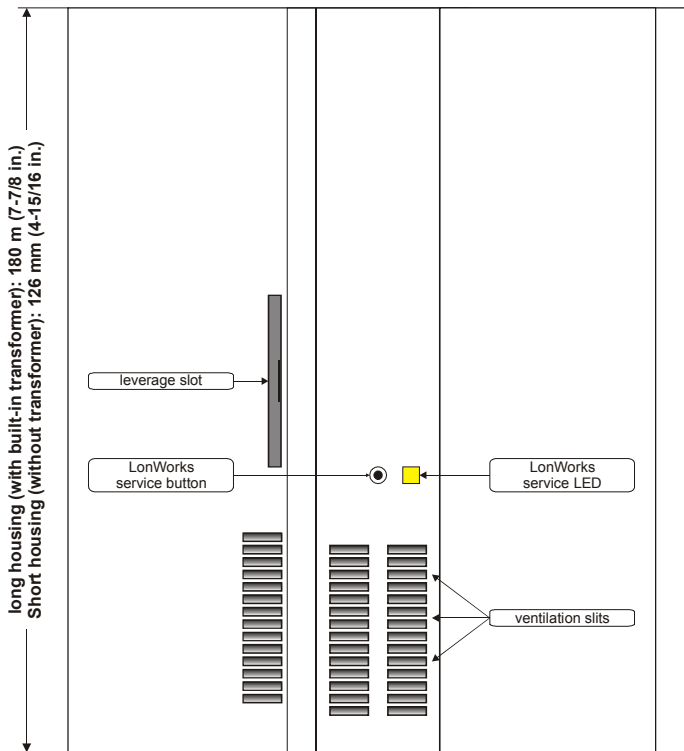 long housing (with built-in transformer): 180 m (7-7/8 in.)
Short housing (without transformer): 126 mm (4-15/16 in.)
leverage slot
LonWorks
service button
LonWorks
service LED
ventilation slits